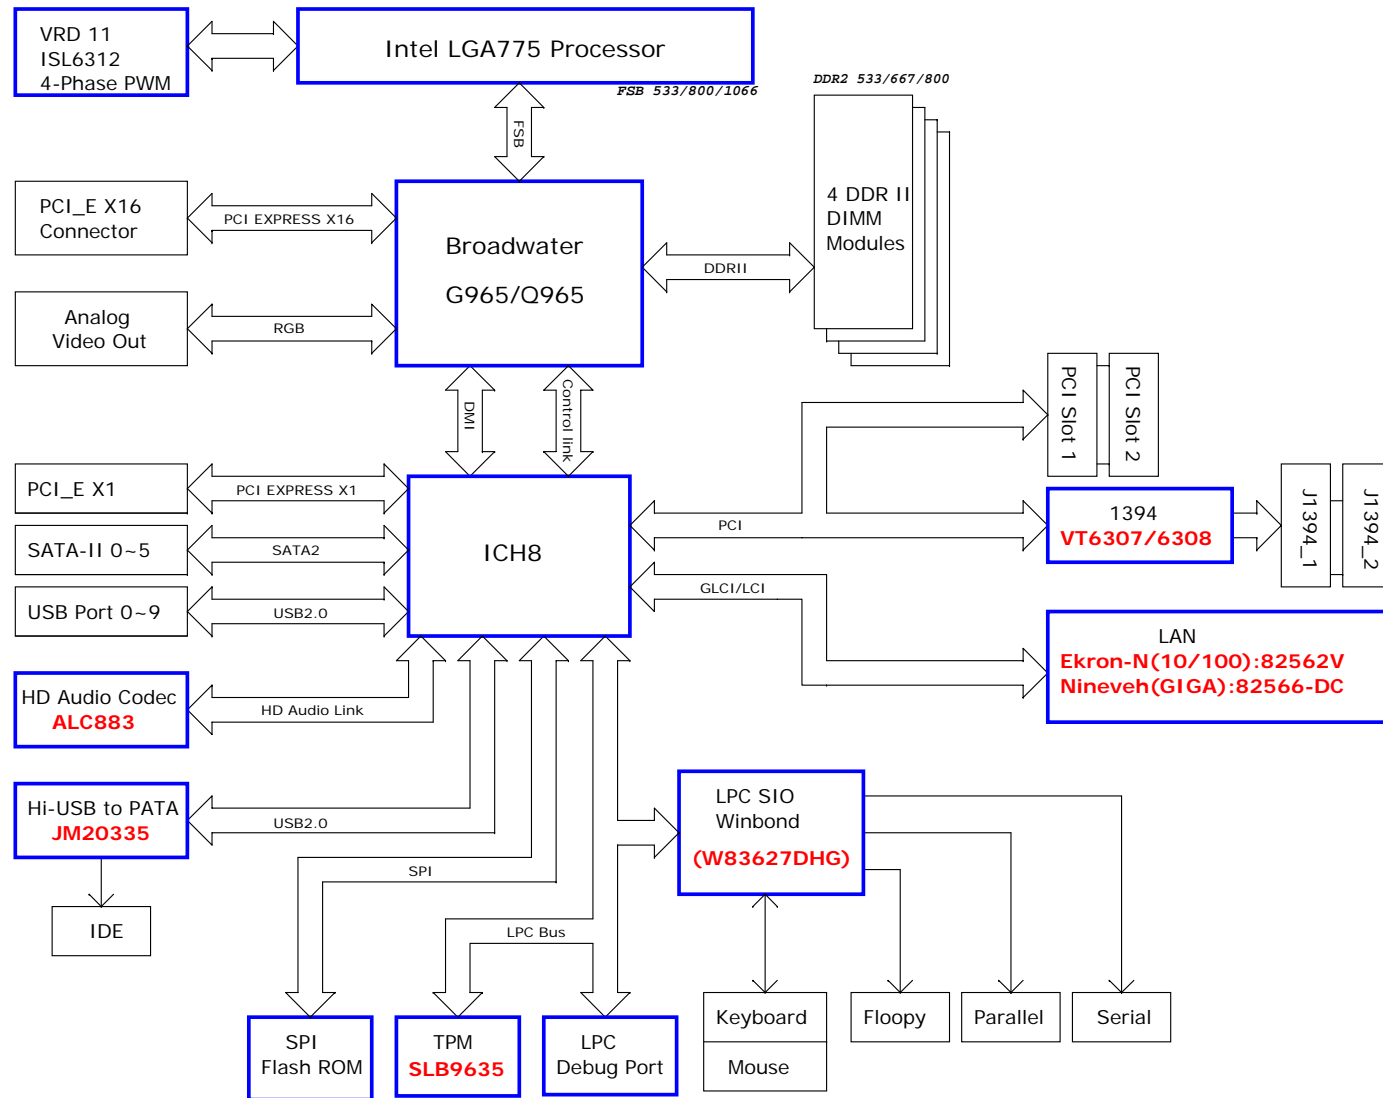 VRD 11
ISL6312
4-Phase PWM
Intel LGA775 Processor
FSB 533/800/1066
DDR2 533/667/800
FSB
PCI_E X16
Connector
PCI EXPRESS X16
Broadwater
G965/Q965
4 DDR II
DIMM
Modules
DDRII
Analog
Video Out
RGB
DMI
Control link
PCI Slot 1
PCI Slot 2
PCI_E X1
PCI EXPRESS X1
SATA-II 0~5
SATA2
USB Port 0~9
USB2.0
ICH8
PCI
1394
VT6307/6308
J1394_1
J1394_2
GLCI/LCI
LAN
Ekron-N(10/100):82562V
Nineveh(GIGA):82566-DC
HD Audio Codec
ALC883
HD Audio Link
Hi-USB to PATA
JM20335
USB2.0
IDE
SPI
LPC Bus
LPC SIO
Winbond
(W83627DHG)
SPI
Flash ROM
TPM
SLB9635
LPC
Debug Port
Keyboard
Mouse
Floopy
Parallel
Serial